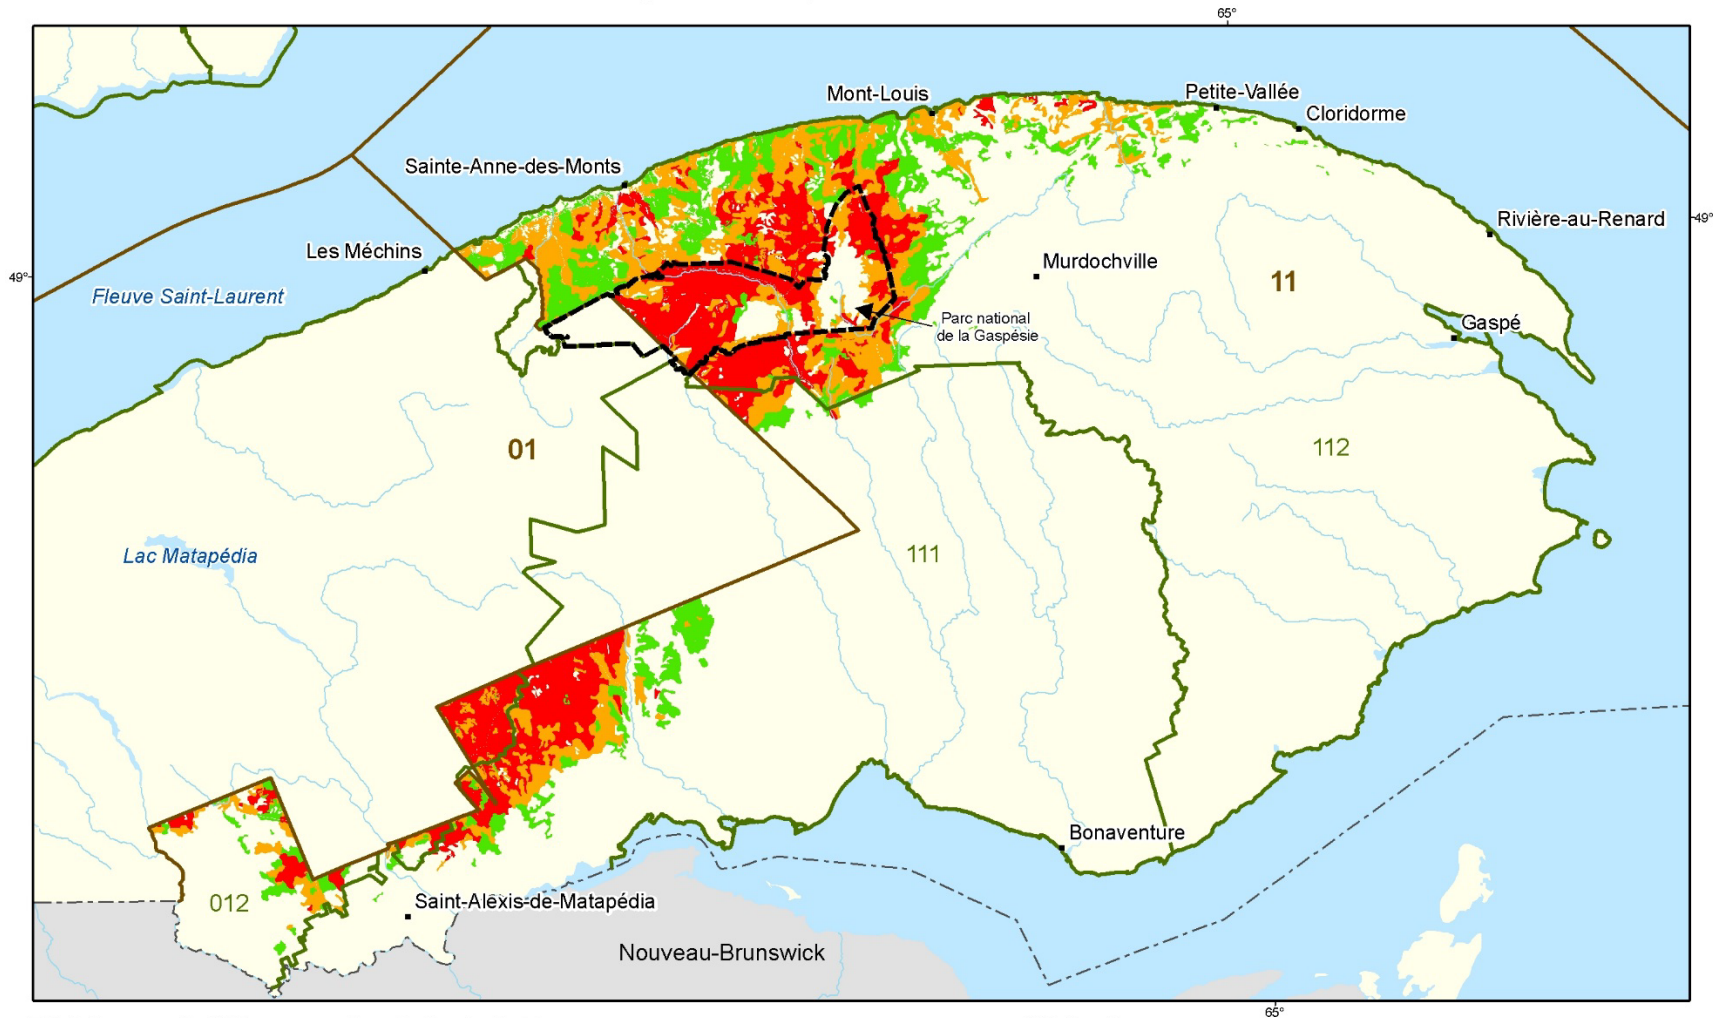 65°
Mont-Louis
Petite-Vallée
Cloridorme
Sainte-Anne-des-Monts
Rivière-au-Renard
49°
Les Méchins
Murdochville
49°
11
Fleuve Saint-Laurent
Parc national
de la Gaspésie
Gaspé
01
112
Lac Matapédia
111
Bonaventure
012
Saint-Alexis-de-Matapédia
Nouveau-Brunswick
65°